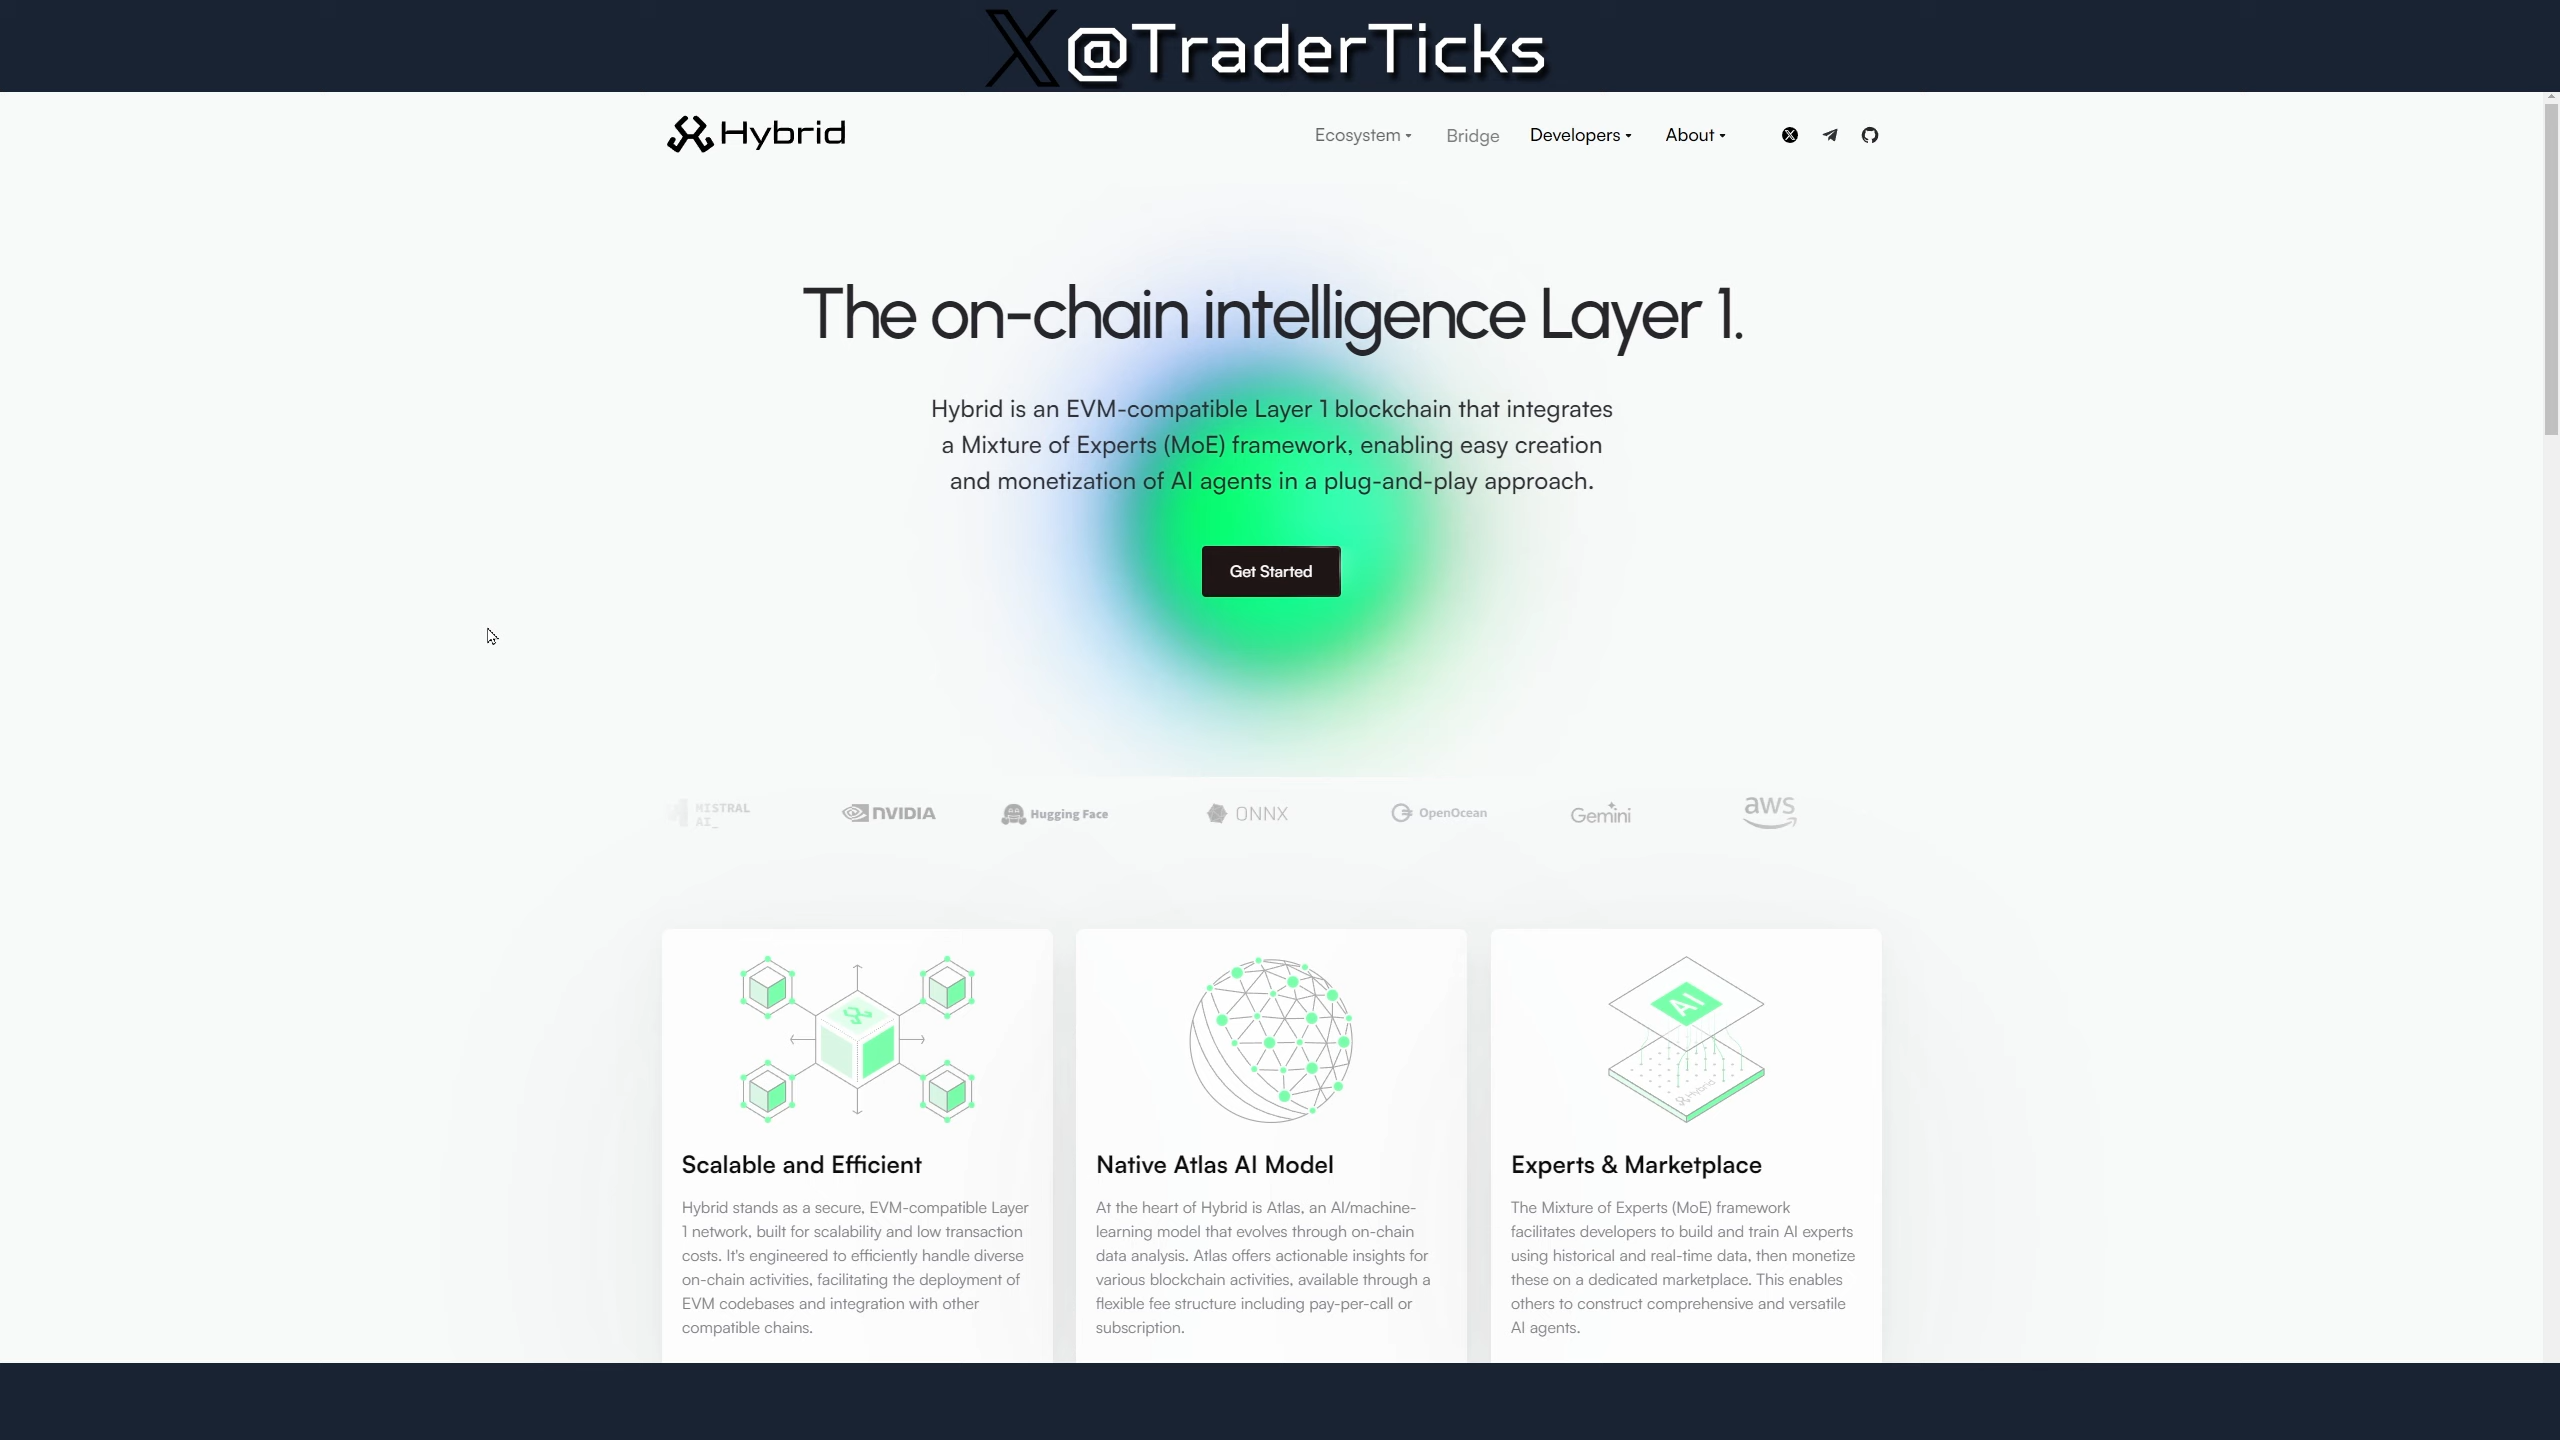 @TraderTicks
Hybrid
Ecosystem
Bridge
Developers
About
The on-chain intelligence Layer 1.
Hybrid is an EVM-compatible Layer 1 blockchain that integrates
a Mixture of Experts (MoE) framework, enabling easy creation
and monetization of AI agents in a plug-and-play approach.
Get Started
MISTRAL
AI_
NVIDIA
Hugging Face
ONNX
OpenOcean
Gemini
aws
AI
Hybrid
Scalable and Efficient
Hybrid stands as a secure, EVM-compatible Layer
1 network, built for scalability and low transaction
costs. It's engineered to efficiently handle diverse
on-chain activities, facilitating the deployment of
EVM codebases and integration with other
compatible chains.
Native Atlas AI Model
At the heart of Hybrid is Atlas, an AI/machine-
learning model that evolves through on-chain
data analysis. Atlas offers actionable insights for
various blockchain activities, available through a
flexible fee structure including pay-per-call or
subscription.
Experts & Marketplace
The Mixture of Experts (MoE) framework
facilitates developers to build and train AI experts
using historical and real-time data, then monetize
these on a dedicated marketplace. This enables
others to construct comprehensive and versatile
AI agents.